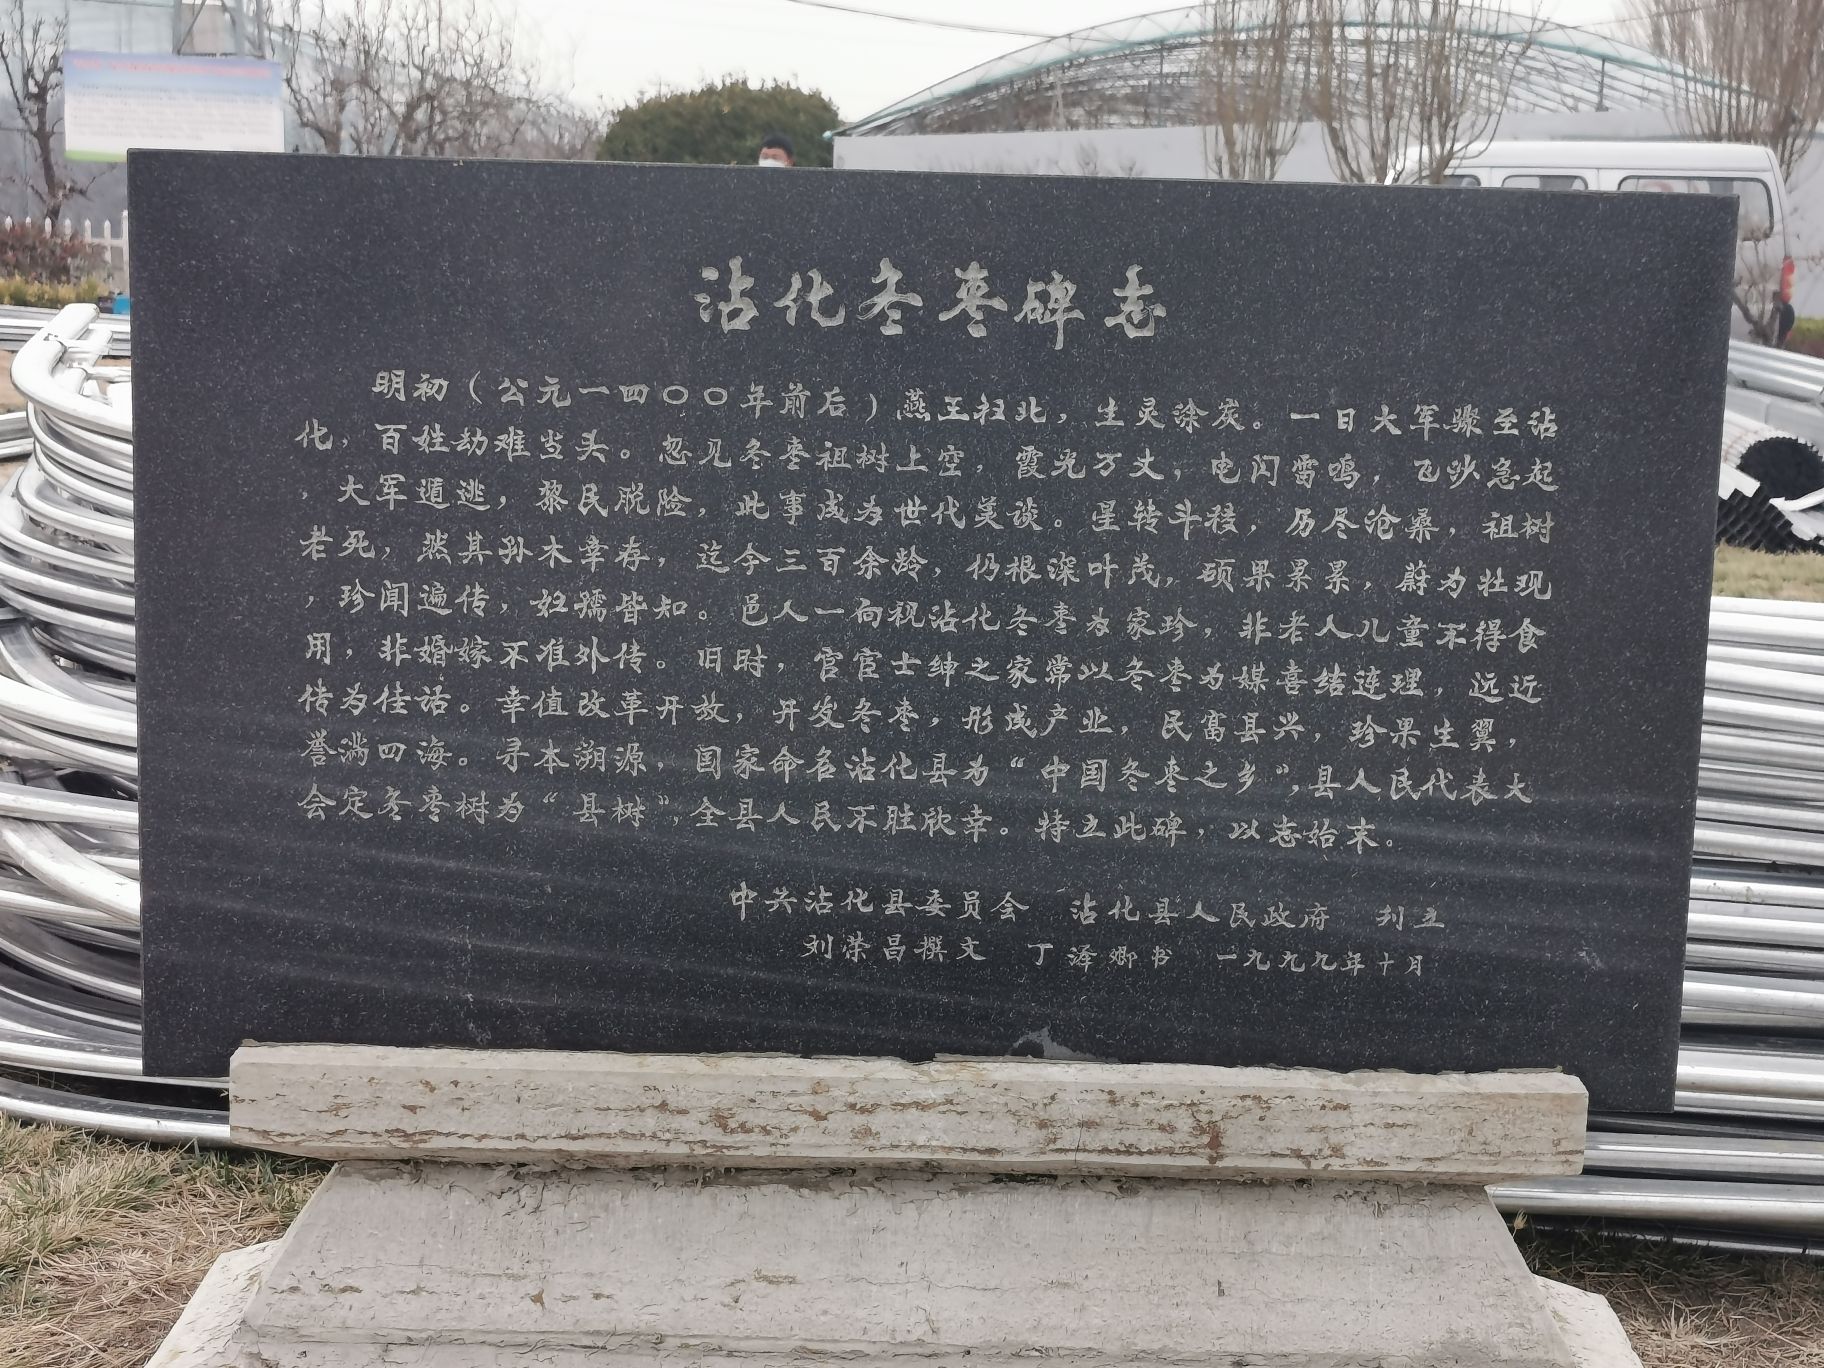 沾化冬枣碑志
明初（公元一四〇〇年前后）燕王扫北，生灵涂炭。一日大军骤至沾
化，百姓劫难当头。忽见冬枣祖树上空，霞光万丈，电闪雷鸣，飞沙急起
，大军遁逃，黎民脱险，此事成为世代美谈。星转斗移，历尽沧桑，祖树
老死，然其孙木幸存，迄今三百余龄，仍根深叶茂，硕果累累，蔚为壮观
，珍闻遍传，妇孺皆知。邑人一向视沾化冬枣为家珍，非老人儿童不得食
用，非婚嫁不准外传。旧时，官宦士绅之家常以冬枣为媒喜结连理，远近
传为佳话。幸值改革开放，开发冬枣，形成产业，民富县兴，珍果生翼，
誉满四海。寻本溯源，国家命名沾化县为“中国冬枣之乡”，县人民代表大
会定冬枣树为“县树”，全县人民不胜欣幸。特立此碑，以志始末。
中共沾化县委员会 沾化县人民政府 刊立
刘荣昌撰文 丁泽卿书 一九九九年十月